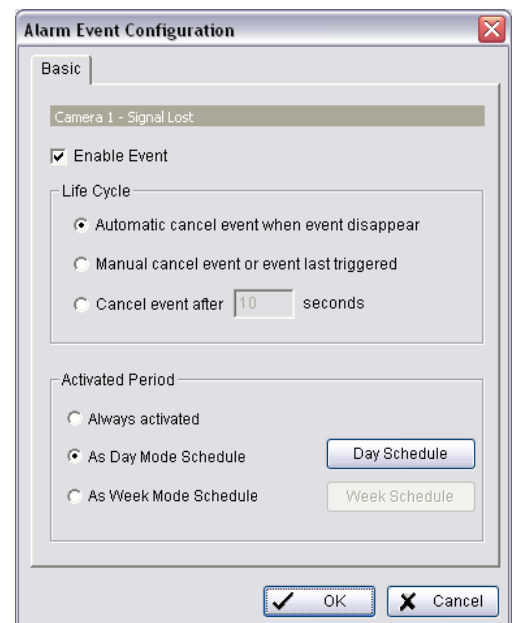 Alarm Event Configuration
Basic
Camera 1 - Signal Lost
Enable Event
Life Cycle
Automatic cancel event when event disappear
Manual cancel event or event last triggered
Cancel event after 10 seconds
Activated Period
Always activated
As Day Mode Schedule Day Schedule
As Week Mode Schedule Week Schedule
OK Cancel